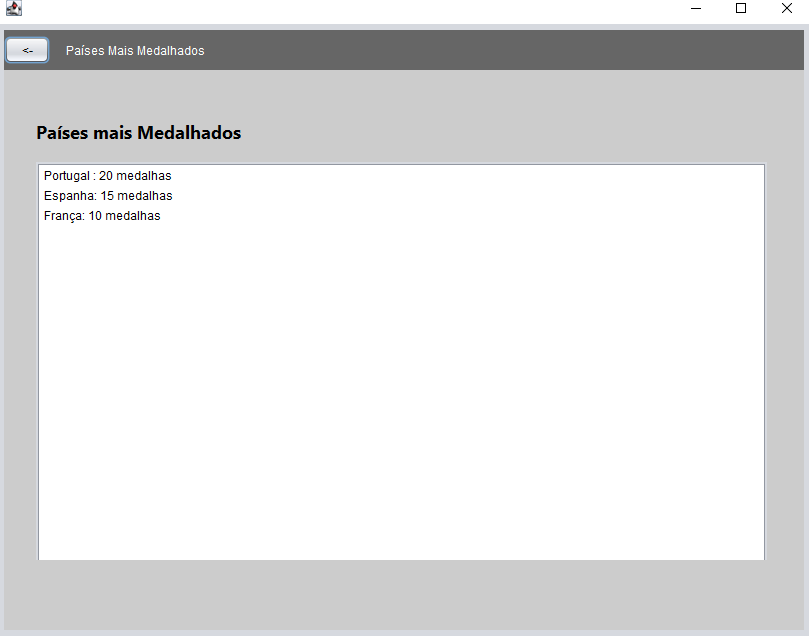 <-
Países Mais Medalhados
Países mais Medalhados
Portugal : 20 medalhas
Espanha: 15 medalhas
França: 10 medalhas